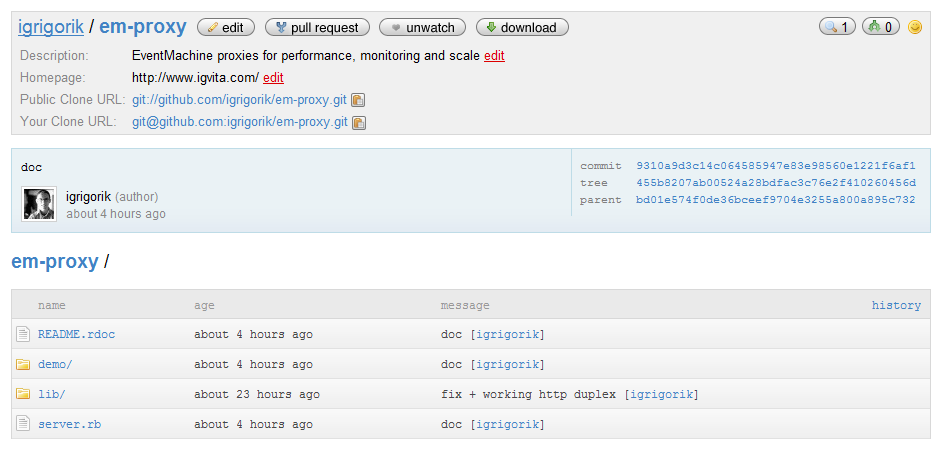 igrigorik / em-proxy edit pull request unwatch download 1 0
Description: EventMachine proxies for performance, monitoring and scale edit
Homepage: http://www.igvita.com/ edit
Public Clone URL: git://github.com/igrigorik/em-proxy.git
Your Clone URL: git@github.com:igrigorik/em-proxy.git
doc
igrigorik (author)
about 4 hours ago
commit 9310a9d3c14c064585947e83e98560e1221f6af1
tree 455b8207ab00524a28bdfac3c76e2f410260456d
parent bd01e574f0de36bceef9704e3255a800a895c732
em-proxy /
name age message history
README.rdoc about 4 hours ago doc [igrigorik]
demo/ about 4 hours ago doc [igrigorik]
lib/ about 23 hours ago fix + working http duplex [igrigorik]
server.rb about 4 hours ago doc [igrigorik]